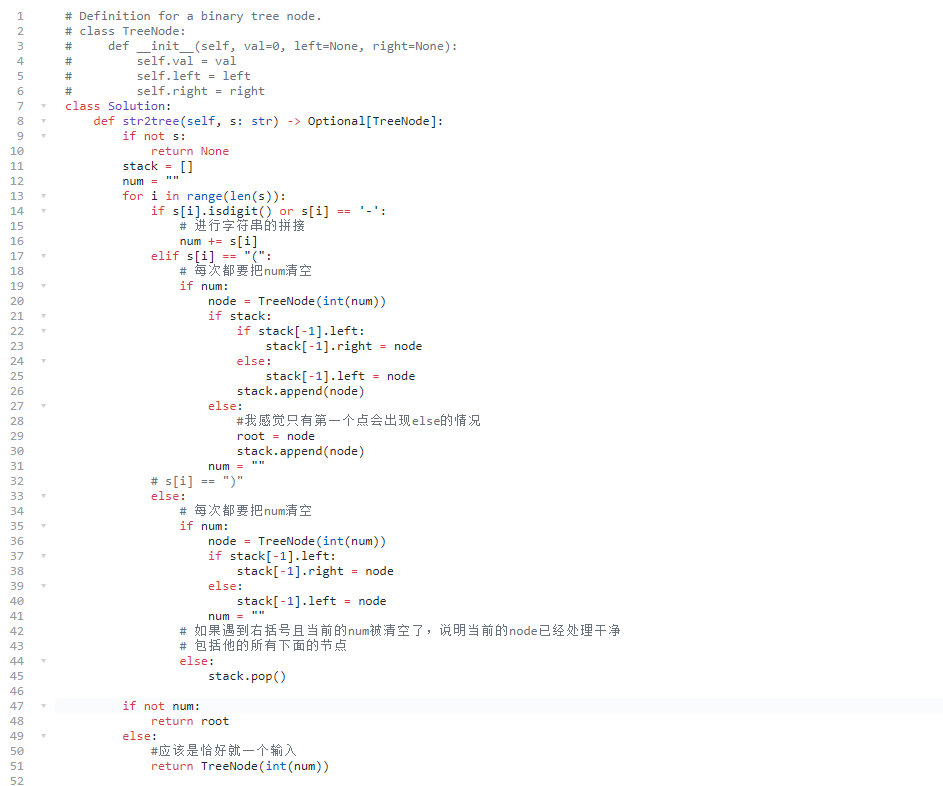 1 # Definition for a binary tree node.
2 # class TreeNode:
3 #     def __init__(self, val=0, left=None, right=None):
4 #         self.val = val
5 #         self.left = left
6 #         self.right = right
7 class Solution:
8     def str2tree(self, s: str) -> Optional[TreeNode]:
9         if not s:
10             return None
11         stack = []
12         num = ""
13         for i in range(len(s)):
14             if s[i].isdigit() or s[i] == '-':
15                 # 进行字符串的拼接
16                 num += s[i]
17             elif s[i] == "(":
18                 # 每次都要把num清空
19                 if num:
20                     node = TreeNode(int(num))
21                     if stack:
22                         if stack[-1].left:
23                             stack[-1].right = node
24                         else:
25                             stack[-1].left = node
26                         stack.append(node)
27                     else:
28                         #我感觉只有第一个点会出现else的情况
29                         root = node
30                         stack.append(node)
31                     num = ""
32             # s[i] == ")"
33             else:
34                 # 每次都要把num清空
35                 if num:
36                     node = TreeNode(int(num))
37                     if stack[-1].left:
38                         stack[-1].right = node
39                     else:
40                         stack[-1].left = node
41                     num = ""
42                 # 如果遇到右括号且当前的num被清空了，说明当前的node已经处理干净
43                 # 包括他的所有下面的节点
44                 else:
45                     stack.pop()
46
47         if not num:
48             return root
49         else:
50             #应该是恰好就一个输入
51             return TreeNode(int(num))
52